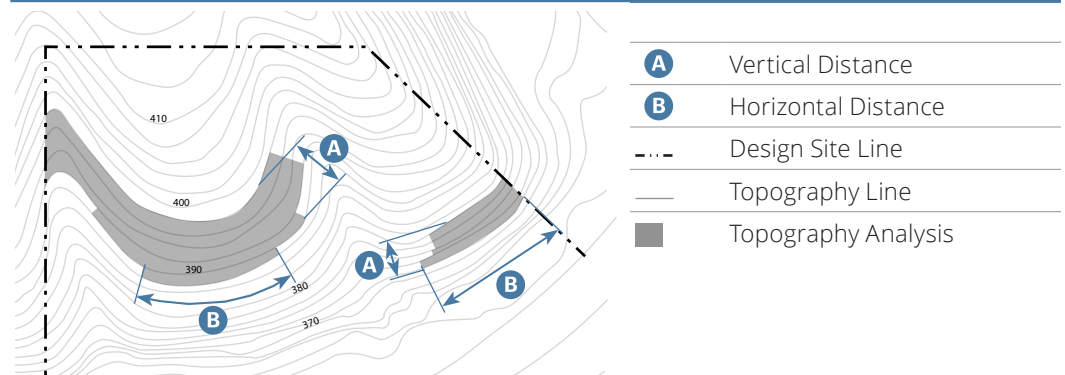 410
400
390
380
370
A
A
B
B
A Vertical Distance
B Horizontal Distance
Design Site Line
Topography Line
Topography Analysis